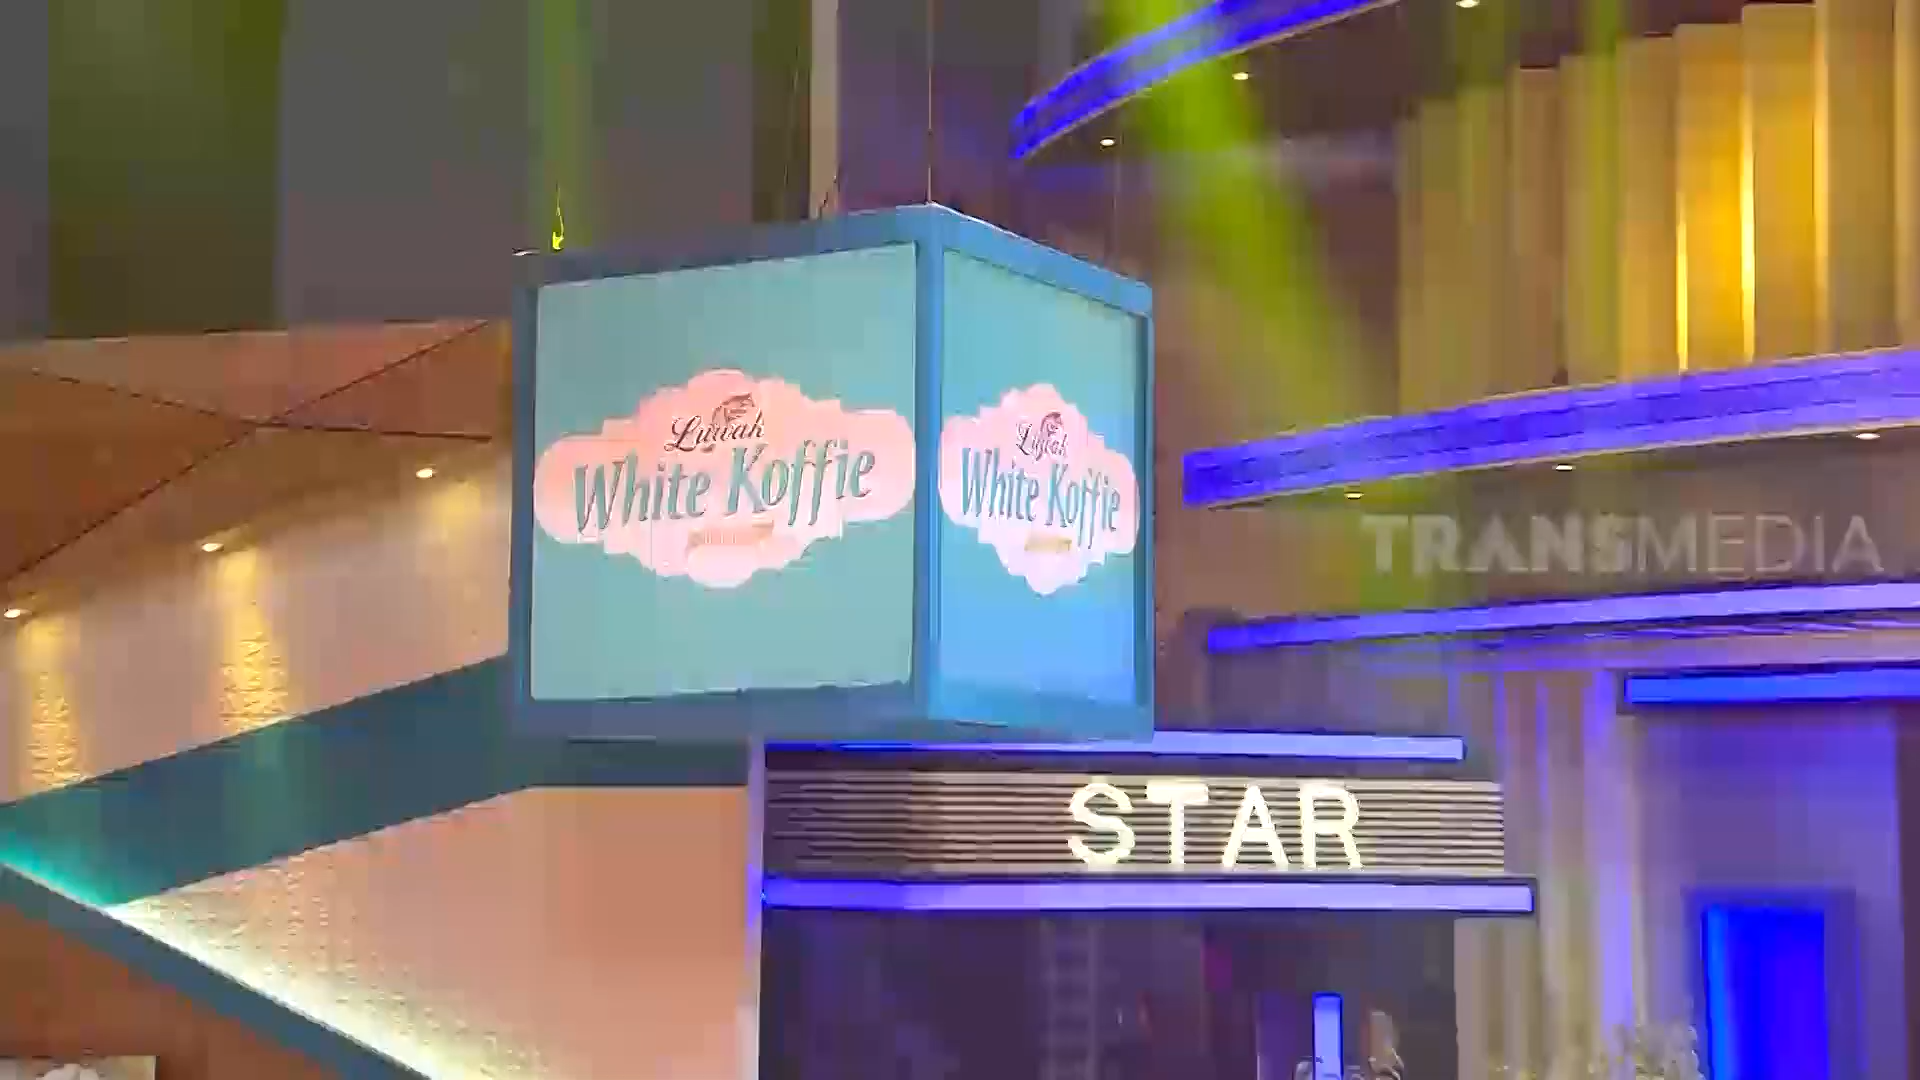 Luwak
White Koffie
Luwak
White Koffie
TRANSMEDIA
STAR